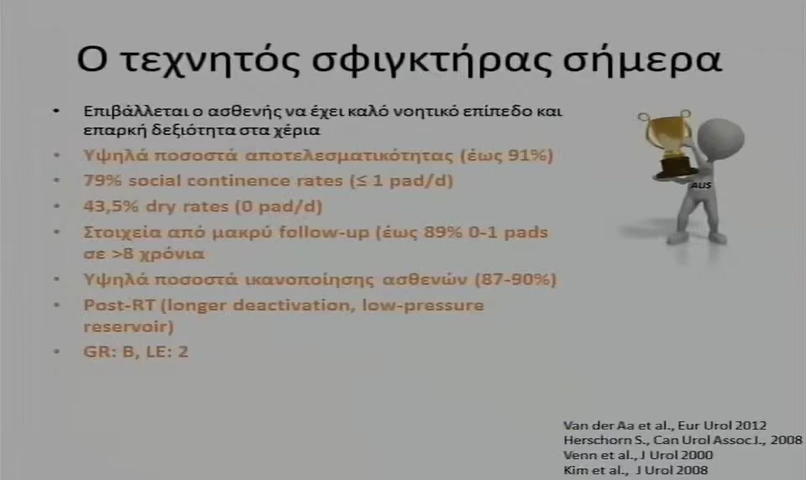 Ο τεχνητός σφιγκτήρας σήμερα
• Επιβάλλεται ο ασθενής να έχει καλό νοητικό επίπεδο και
επαρκή δεξιότητα στα χέρια
• Υψηλά ποσοστά αποτελεσματικότητας (έως 91%)
• 79% social continence rates (≤ 1 pad/d)
• 43,5% dry rates (0 pad/d)
• Στοιχεία από μακρύ follow-up (έως 89% 0-1 pads
σε >8 χρόνια
• Υψηλά ποσοστά ικανοποίησης ασθενών (87-90%)
• Post-RT (longer deactivation, low-pressure
reservoir)
• GR: B, LE: 2
AUS
Van der Aa et al., Eur Urol 2012
Herschorn S., Can Urol Assoc J., 2008
Venn et al., J Urol 2000
Kim et al., J Urol 2008